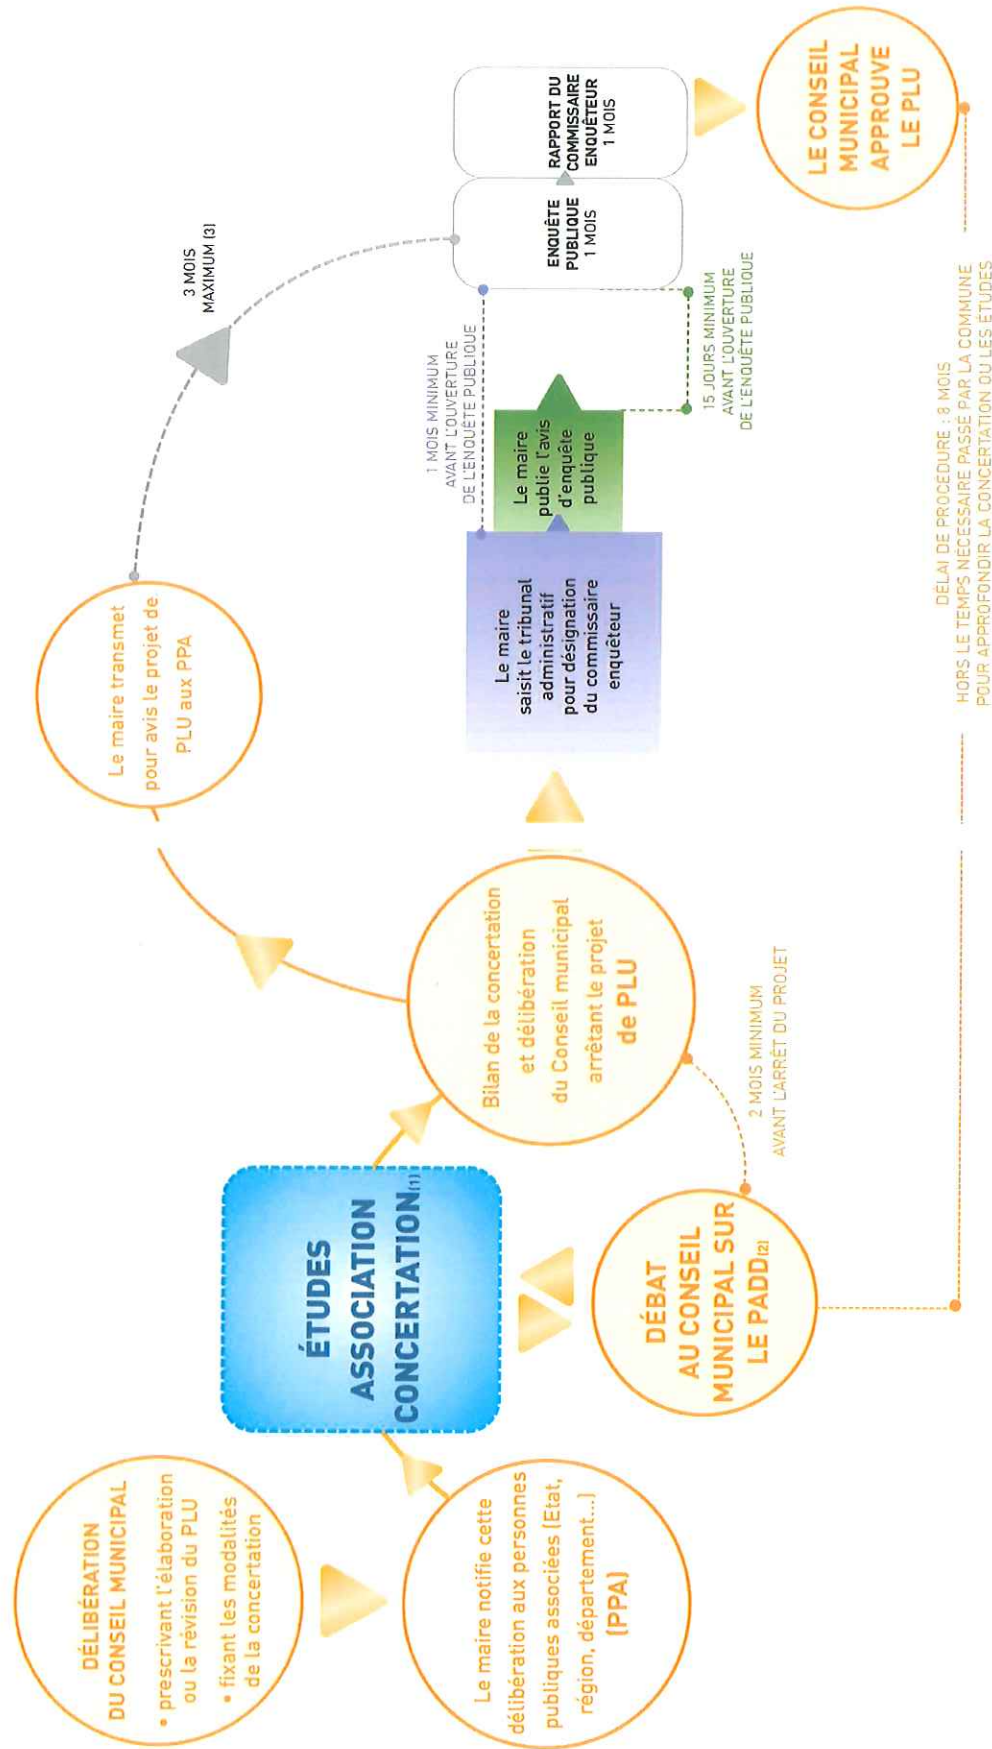 DÉLIBÉRATION
DU CONSEIL MUNICIPAL
• prescrivant l'élaboration
ou la révision du PLU
• fixant les modalités
de la concertation
Le maire notifie cette
délibération aux personnes
publiques associées (Etat,
région, département...)
(PPA)
ÉTUDES
ASSOCIATION
CONCERTATION(1)
DÉBAT
AU CONSEIL
MUNICIPAL SUR
LE PADD(2)
2 MOIS MINIMUM
AVANT L'ARRÊT DU PROJET
Bilan de la concertation
et délibération
du Conseil municipal
arrêtant le projet
de PLU
Le maire transmet
pour avis le projet de
PLU aux PPA
3 MOIS
MAXIMUM (3)
Le maire
saisit le tribunal
administratif
pour désignation
du commissaire
enquêteur
Le maire
publie l'avis
d'enquête
publique
1 MOIS MINIMUM
AVANT L'OUVERTURE
DE L'ENQUÊTE PUBLIQUE
15 JOURS MINIMUM
AVANT L'OUVERTURE
DE L'ENQUÊTE PUBLIQUE
ENQUÊTE
PUBLIQUE
1 MOIS
RAPPORT DU
COMMISSAIRE
ENQUÊTEUR
1 MOIS
LE CONSEIL
MUNICIPAL
APPROUVE
LE PLU
DÉLAI DE PROCÉDURE : 8 MOIS
HORS LE TEMPS NÉCESSAIRE PASSÉ PAR LA COMMUNE
POUR APPROFONDIR LA CONCERTATION OU LES ÉTUDES